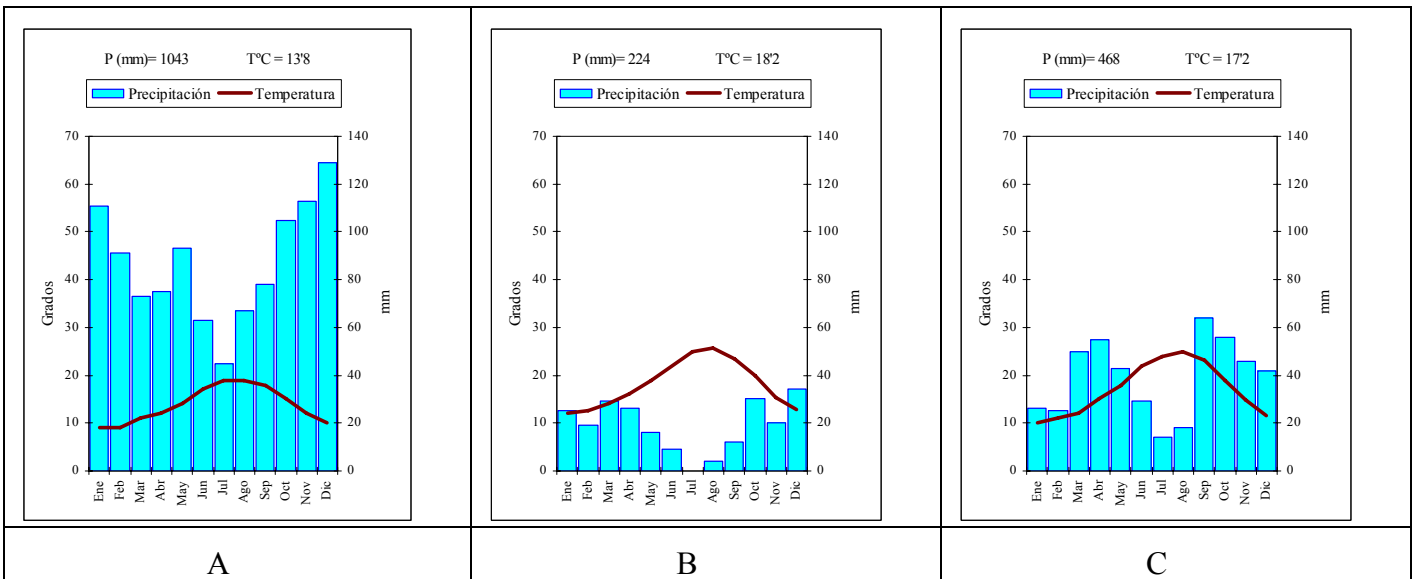 P (mm)= 1043 TºC = 13'8
Precipitación Temperatura
70 140
60 120
50 100
40 80
30 60
20 40
10 20
0 0
Grados
mm
Ene Feb Mar Abr May Jun Jul Ago Sep Oct Nov Dic
A
P (mm)= 224 TºC = 18'2
Precipitación Temperatura
70 140
60 120
50 100
40 80
30 60
20 40
10 20
0 0
Grados
mm
Ene Feb Mar Abr May Jun Jul Ago Sep Oct Nov Dic
B
P (mm)= 468 TºC = 17'2
Precipitación Temperatura
70 140
60 120
50 100
40 80
30 60
20 40
10 20
0 0
Grados
mm
Ene Feb Mar Abr May Jun Jul Ago Sep Oct Nov Dic
C